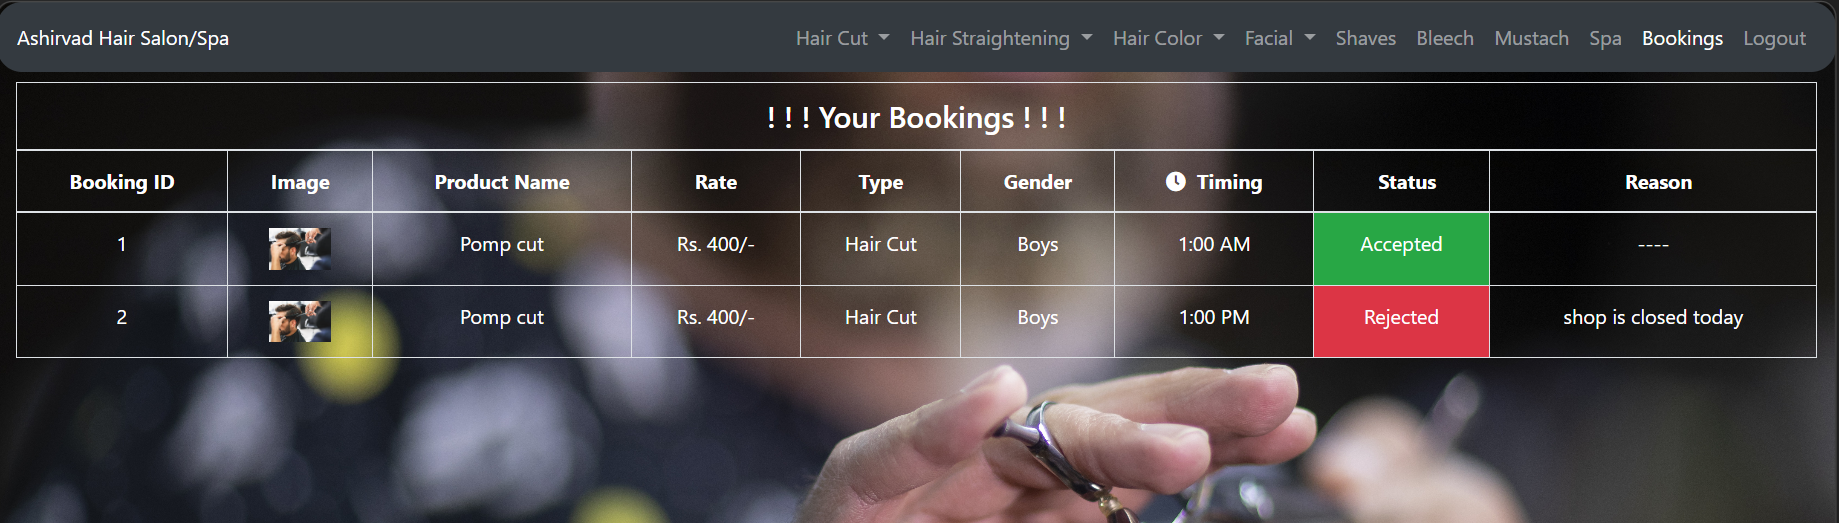 Ashirvad Hair Salon/Spa Hair Cut Hair Straightening Hair Color Facial Shaves Bleech Mustach Spa Bookings Logout
! ! ! Your Bookings ! ! !
Booking ID Image Product Name Rate Type Gender Timing Status Reason
1 Pomp cut Rs. 400/- Hair Cut Boys 1:00 AM Accepted ----
2 Pomp cut Rs. 400/- Hair Cut Boys 1:00 PM Rejected shop is closed today